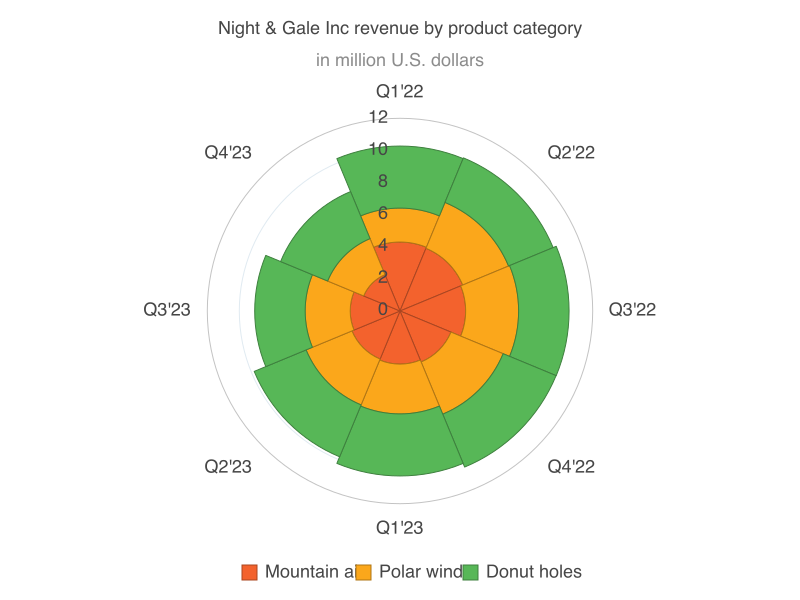 Night & Gale Inc revenue by product category
in million U.S. dollars
Q1'22
12
Q4'23
10
Q2'22
8
6
4
2
Q3'23
0
Q3'22
Q2'23
Q4'22
Q1'23
Mountain a Polar wind Donut holes